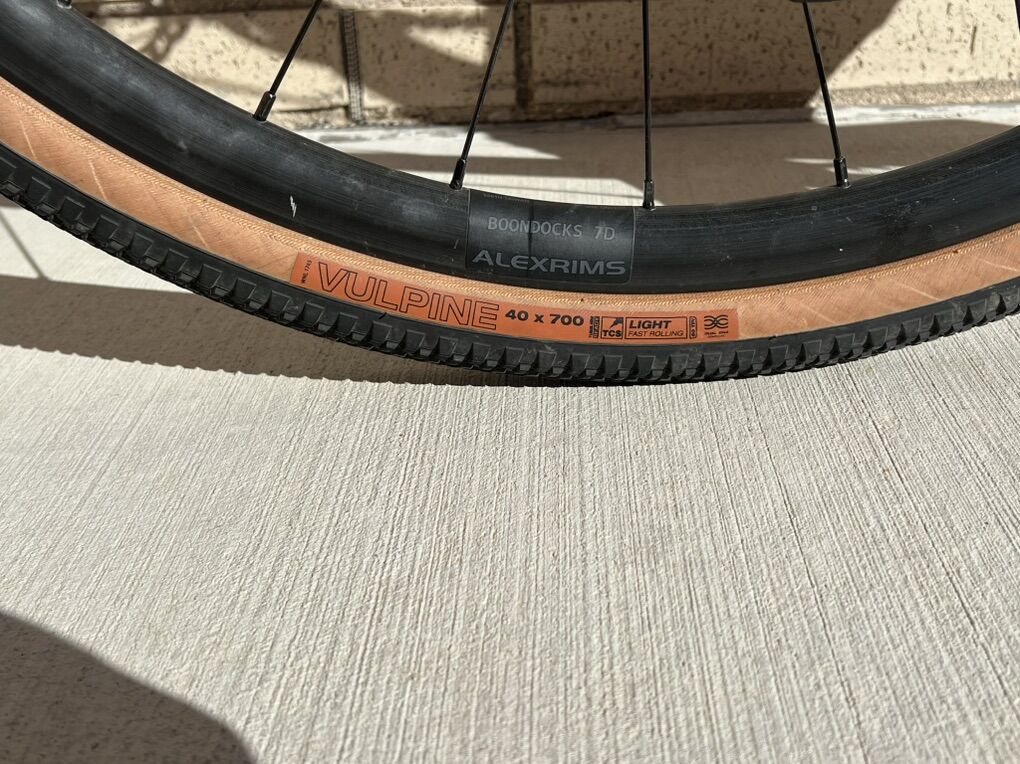 BOONDOCKS 7D
ALEXRIMS
VULPINE 40 x 700 TCS LIGHT
FAST ROLLING